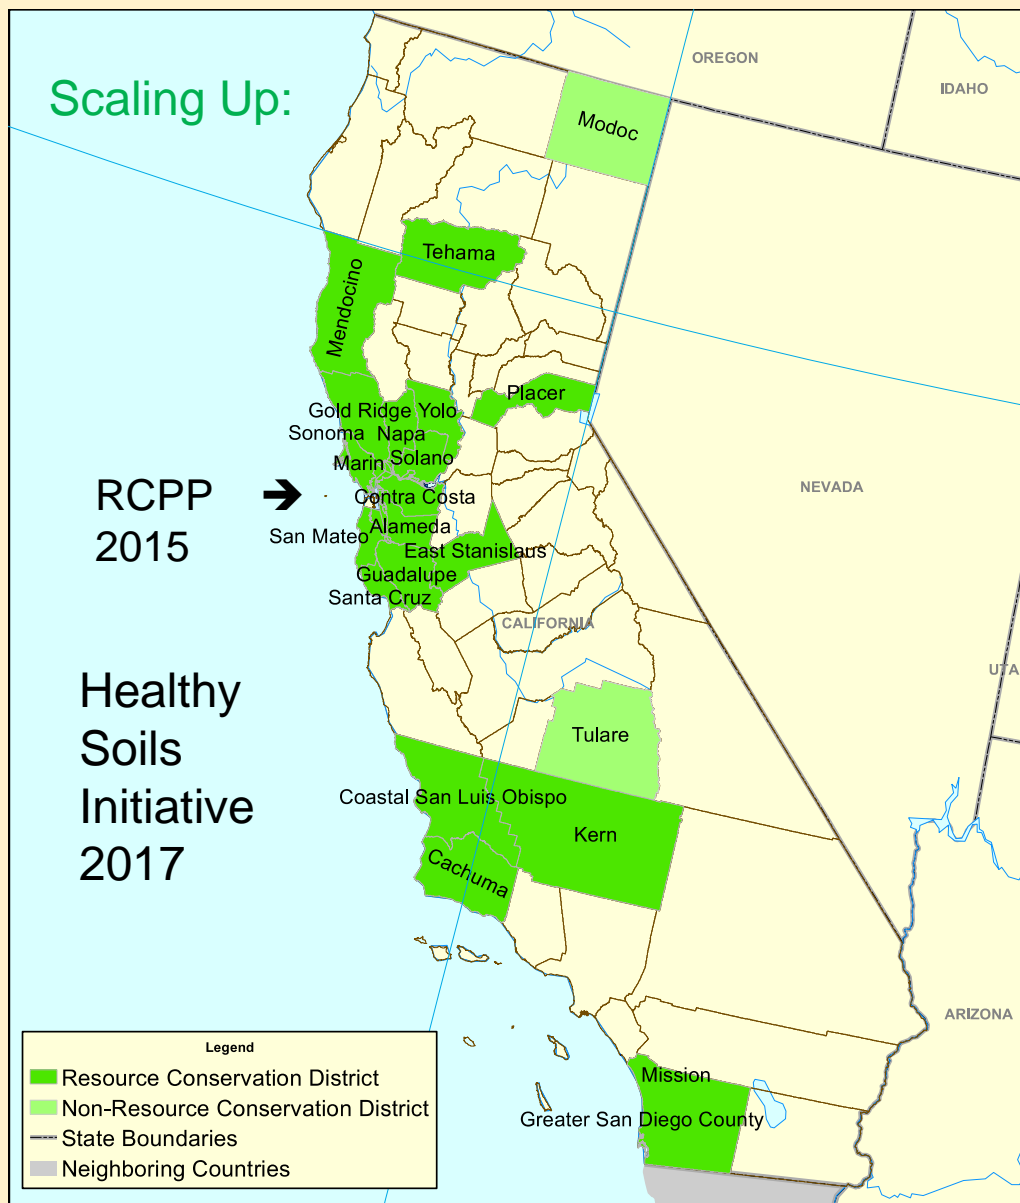 Scaling Up:
OREGON
IDAHO
Modoc
Tehama
Mendocino
Placer
Gold Ridge Yolo
Sonoma Napa
Marin Solano
RCPP
2015
➔
Contra Costa
NEVADA
San Mateo Alameda
East Stanislaus
Guadalupe
Santa Cruz
CALIFORNIA
UTA
Healthy
Soils
Initiative
2017
Tulare
Coastal San Luis Obispo
Kern
Cachuma
ARIZONA
Mission
Greater San Diego County
Legend
Resource Conservation District
Non-Resource Conservation District
State Boundaries
Neighboring Countries